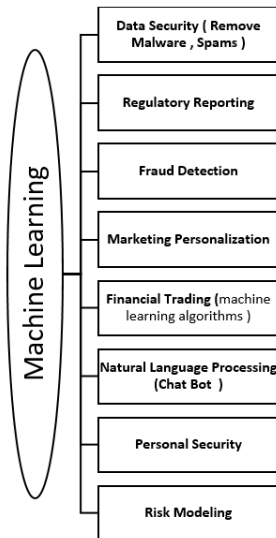 Machine Learning
Data Security ( Remove
Malware , Spams )
Regulatory Reporting
Fraud Detection
Marketing Personalization
Financial Trading (machine
learning algorithms )
Natural Language Processing
(Chat Bot  )
Personal Security
Risk Modeling